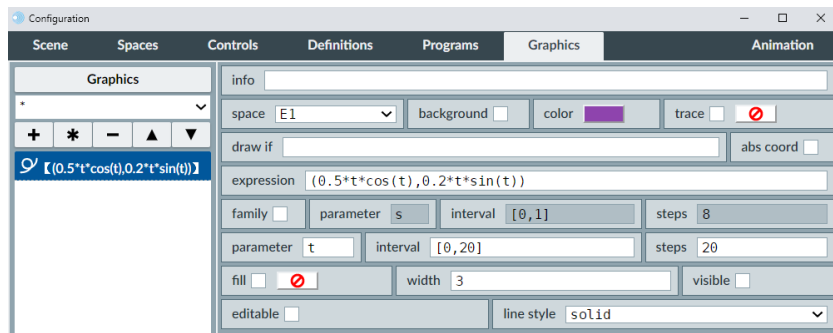 Configuration
Scene Spaces Controls Definitions Programs Graphics Animation
Graphics
*
+ * − ▲ ▼
【(0.5*t*cos(t),0.2*t*sin(t))】
info
space E1 background color trace
draw if abs coord
expression (0.5*t*cos(t),0.2*t*sin(t))
family parameter s interval [0,1] steps 8
parameter t interval [0,20] steps 20
fill width 3 visible
editable line style solid